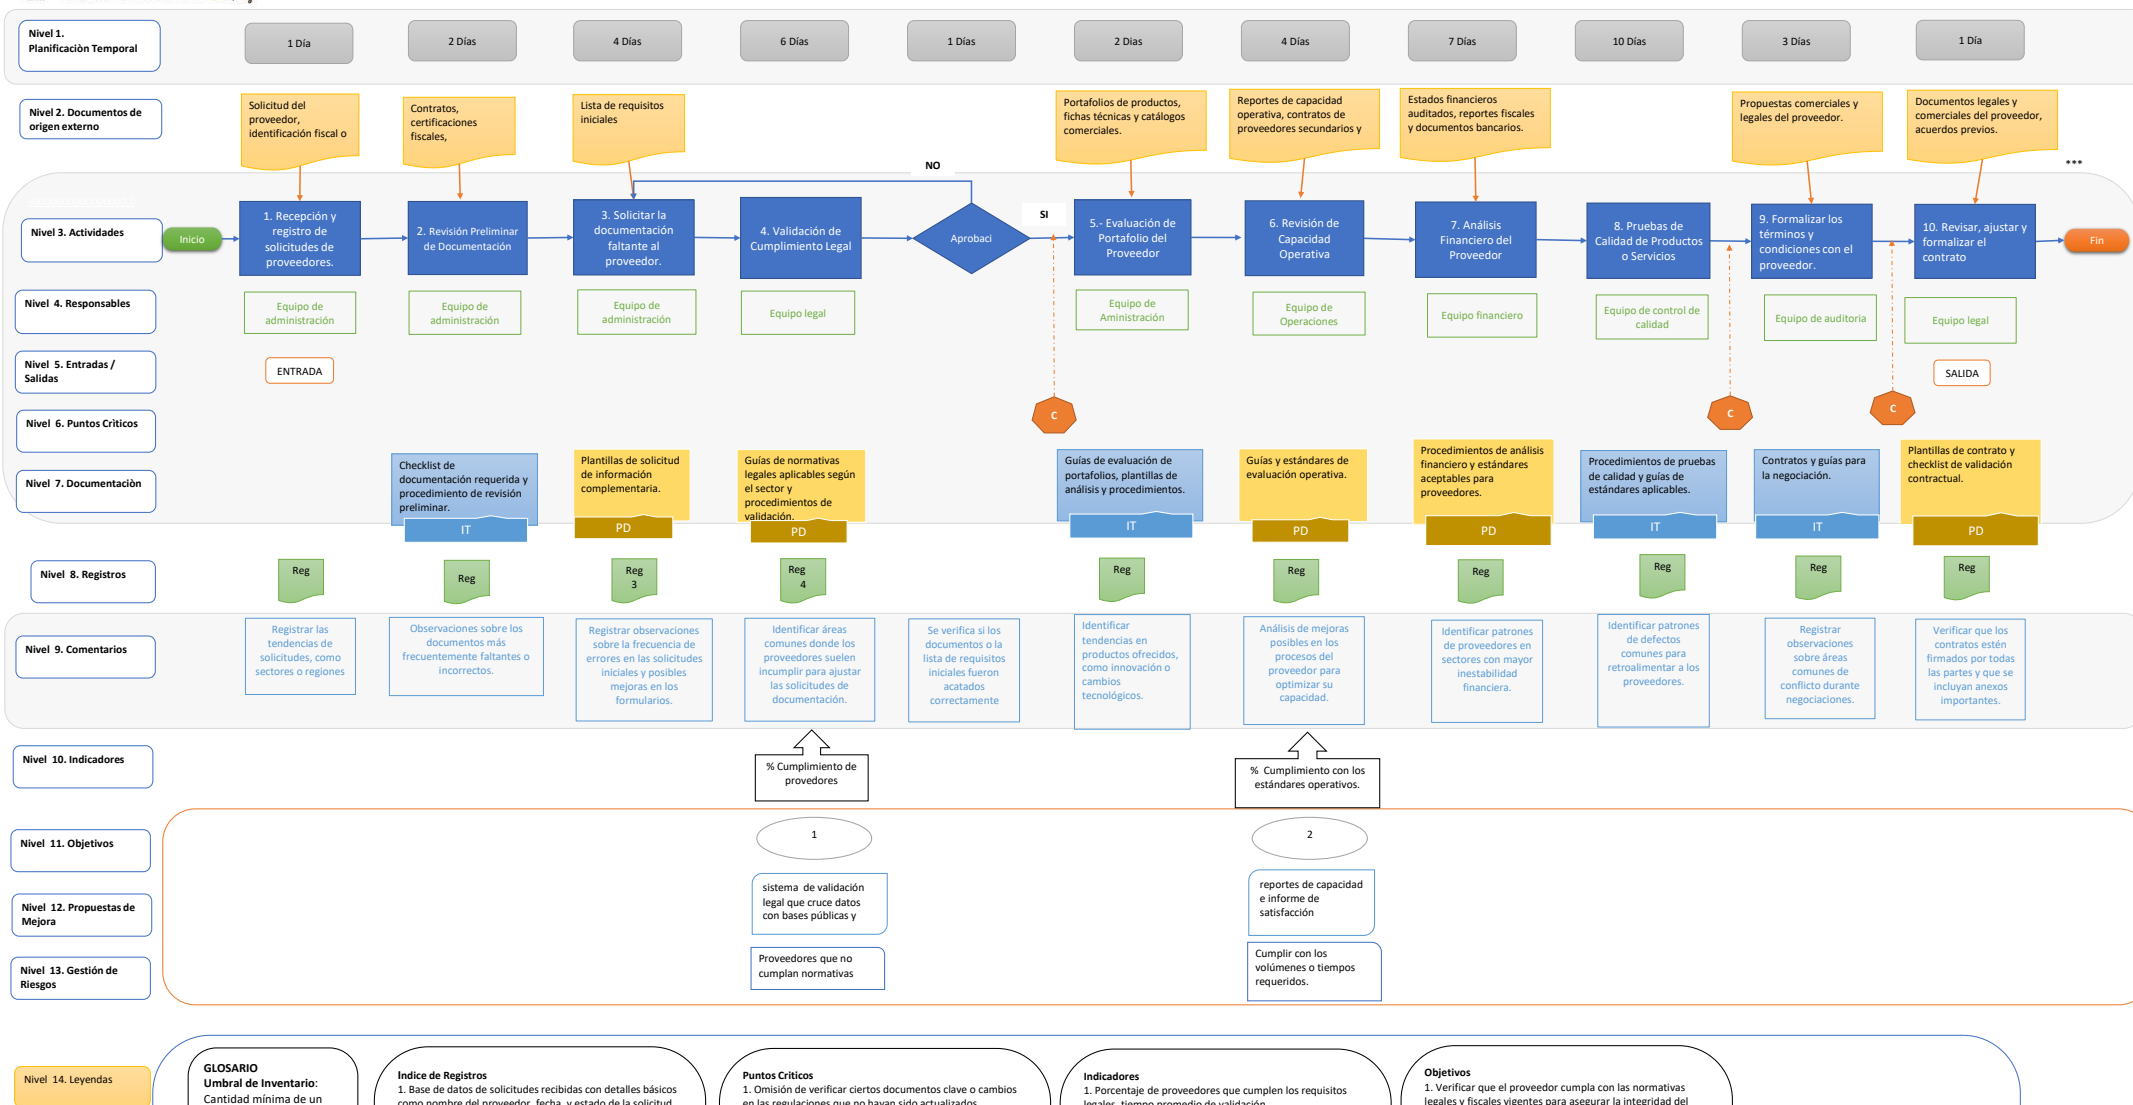 Nivel 1.
Planificaciòn Temporal
1 Día
2 Días
4 Días
6 Días
1 Días
2 Dias
4 Días
7 Días
10 Días
3 Días
1 Día
Nivel 2. Documentos de
origen externo
Solicitud del
proveedor,
identificación fiscal o
Contratos,
certificaciones
fiscales,
Lista de requisitos
iniciales
Portafolios de productos,
fichas técnicas y catálogos
comerciales.
Reportes de capacidad
operativa, contratos de
proveedores secundarios y
Estados financieros
auditados, reportes fiscales
y documentos bancarios.
Propuestas comerciales y
legales del proveedor.
Documentos legales y
comerciales del proveedor,
acuerdos previos.
***
NO
SI
Nivel 3. Actividades
Inicio
1. Recepción y
registro de
solicitudes de
proveedores.
2. Revisión Preliminar
de Documentación
3. Solicitar la
documentación
faltante al
proveedor.
4. Validación de
Cumplimiento Legal
Aprobaci
5.- Evaluación de
Portafolio del
Proveedor
6. Revisión de
Capacidad
Operativa
7. Análisis
Financiero del
Proveedor
8. Pruebas de
Calidad de Productos
o Servicios
9. Formalizar los
términos y
condiciones con el
proveedor.
10. Revisar, ajustar y
formalizar el
contrato
Fin
Nivel 4. Responsables
Equipo de
administración
Equipo de
administración
Equipo de
administración
Equipo legal
Equipo de
Aministración
Equipo de
Operaciones
Equipo financiero
Equipo de control de
calidad
Equipo de auditoria
Equipo legal
Nivel 5. Entradas /
Salidas
ENTRADA
SALIDA
Nivel 6. Puntos Crìticos
C
C
C
Nivel 7. Documentaciòn
Checklist de
documentación requerida y
procedimiento de revisión
preliminar.
IT
Plantillas de solicitud
de información
complementaria.
PD
Guías de normativas
legales aplicables según
el sector y
procedimientos de
validación.
PD
Guías de evaluación de
portafolios, plantillas de
análisis y procedimientos.
IT
Guías y estándares de
evaluación operativa.
PD
Procedimientos de análisis
financiero y estándares
aceptables para
proveedores.
PD
Procedimientos de pruebas
de calidad y guías de
estándares aplicables.
IT
Contratos y guías para
la negociación.
IT
Plantillas de contrato y
checklist de validación
contractual.
PD
Nivel 8. Registros
Reg
Reg
Reg
3
Reg
4
Reg
Reg
Reg
Reg
Reg
Reg
Nivel 9. Comentarios
Registrar las
tendencias de
solicitudes, como
sectores o regiones
Observaciones sobre los
documentos más
frecuentemente faltantes o
incorrectos.
Registrar observaciones
sobre la frecuencia de
errores en las solicitudes
iniciales y posibles
mejoras en los
formularios.
Identificar áreas
comunes donde los
proveedores suelen
incumplir para ajustar
las solicitudes de
documentación.
Se verifica si los
documentos o la
lista de requisitos
iniciales fueron
acatados
correctamente
Identificar
tendencias en
productos ofrecidos,
como innovación o
cambios
tecnológicos.
Análisis de mejoras
posibles en los
procesos del
proveedor para
optimizar su
capacidad.
Identificar patrones
de proveedores en
sectores con mayor
inestabilidad
financiera.
Identificar patrones
de defectos
comunes para
retroalimentar a los
proveedores.
Registrar
observaciones
sobre áreas
comunes de
conflicto durante
negociaciones.
Verificar que los
contratos estén
firmados por todas
las partes y que se
incluyan anexos
importantes.
Nivel 10. Indicadores
% Cumplimiento de
provedores
% Cumplimiento con los
estándares operativos.
Nivel 11. Objetivos
1
2
Nivel 12. Propuestas de
Mejora
sistema de validación
legal que cruce datos
con bases públicas y
reportes de capacidad
e informe de
satisfacción
Nivel 13. Gestión de
Riesgos
Proveedores que no
cumplan normativas
Cumplir con los
volúmenes o tiempos
requeridos.
Nivel 14. Leyendas
GLOSARIO
Umbral de Inventario:
Cantidad mínima de un
Indice de Registros
1. Base de datos de solicitudes recibidas con detalles básicos
como nombre del proveedor, fecha, y estado de la solicitud
Puntos Criticos
1. Omisión de verificar ciertos documentos clave o cambios
en las regulaciones que no hayan sido actualizados
Indicadores
1. Porcentaje de proveedores que cumplen los requisitos
legales, tiempo promedio de validación
Objetivos
1. Verificar que el proveedor cumpla con las normativas
legales y fiscales vigentes para asegurar la integridad del